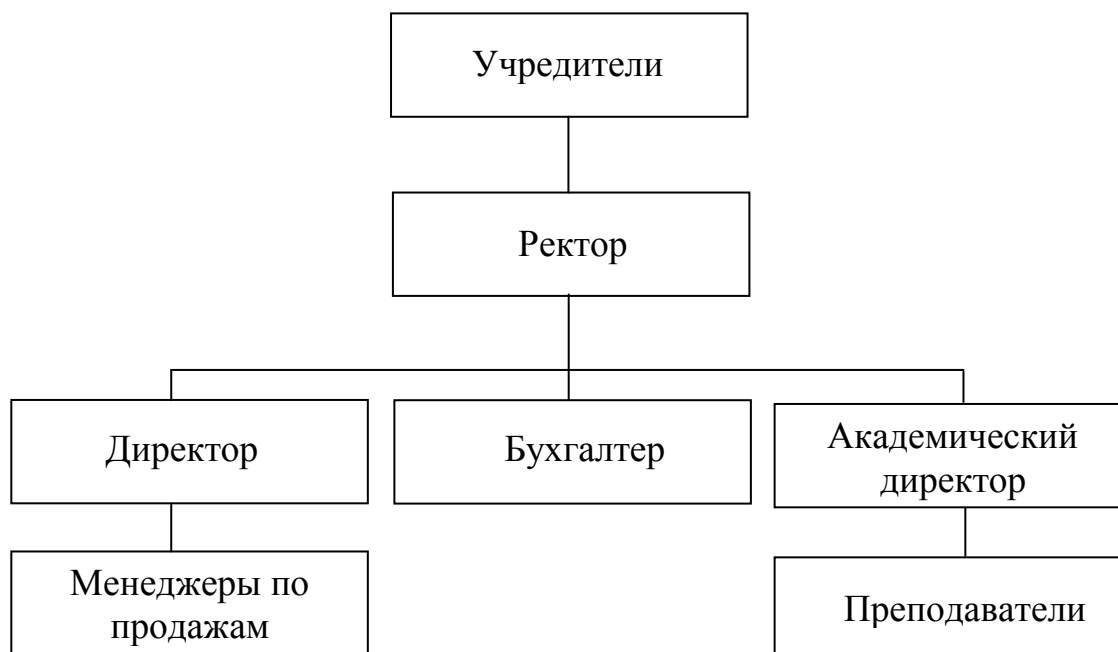 Учредители
Ректор
Директор
Бухгалтер
Академический
директор
Менеджеры по
продажам
Преподаватели